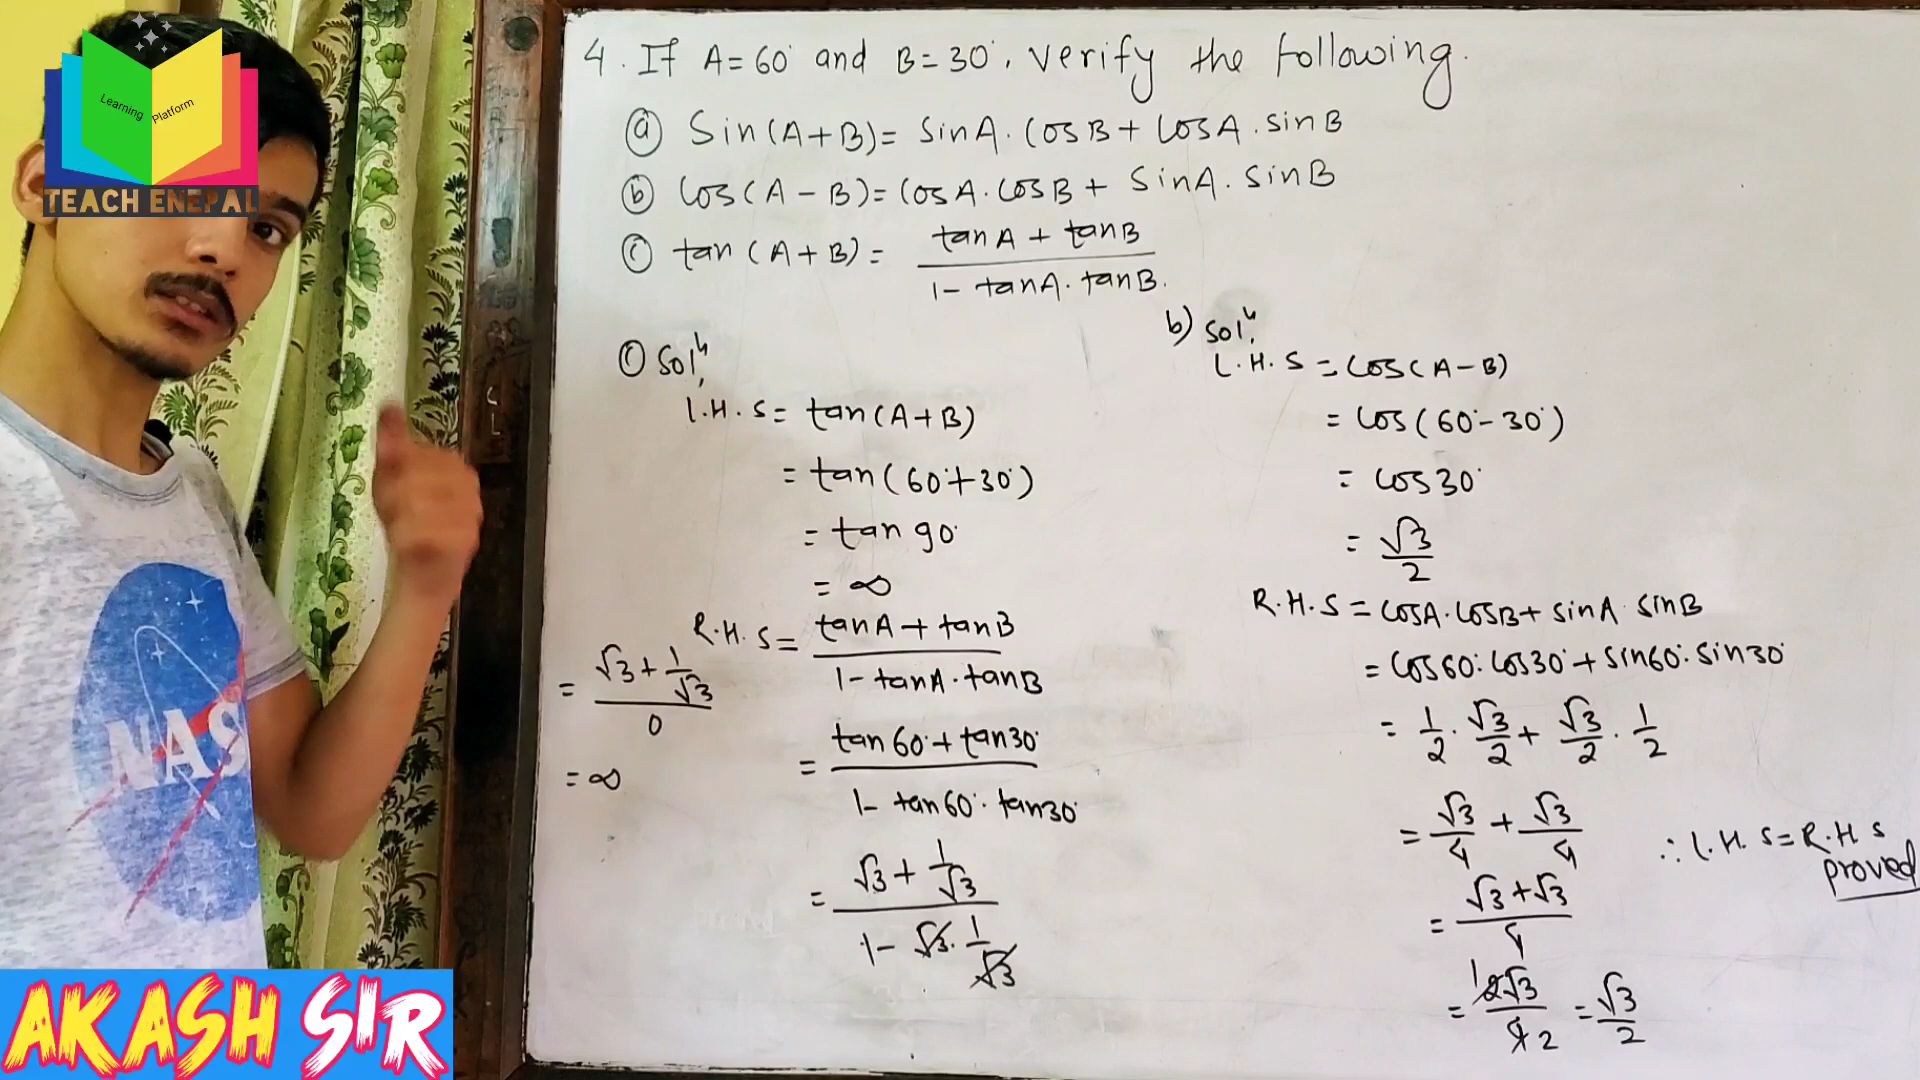 Learning Platform
TEACH ENEPAL
4. If A=60° and B=30°, verify the following.
(a) Sin(A+B)= sinA.cosB+cosA.sinB
(b) cos(A-B)=cosA.cosB+ sinA.sinB
(c) tan(A+B)= tanA+tanB / 1-tanA.tanB.
(c) Solⁿ,
L.H.S= tan(A+B)
= tan(60°+30°)
= tan 90°
= ∞
R.H.S= tanA+tanB / 1-tanA.tanB
= tan60°+tan30° / 1-tan60°.tan30°
= √3+1/√3 / 1-√3.1/√3
= √3+1/√3 / 0
= ∞
b) Solⁿ,
L.H.S = cos(A-B)
= cos(60°-30°)
= cos30°
= √3/2
R.H.S = cosA.cosB+sinA.sinB
= cos60°.cos30°+sin60°.sin30°
= 1/2.√3/2+√3/2.1/2
= √3/4+√3/4
= √3+√3 / 4
= 1 2√3 / 4 2 = √3/2
∴ L.H.S=R.H.S
proved
AKASH SIR